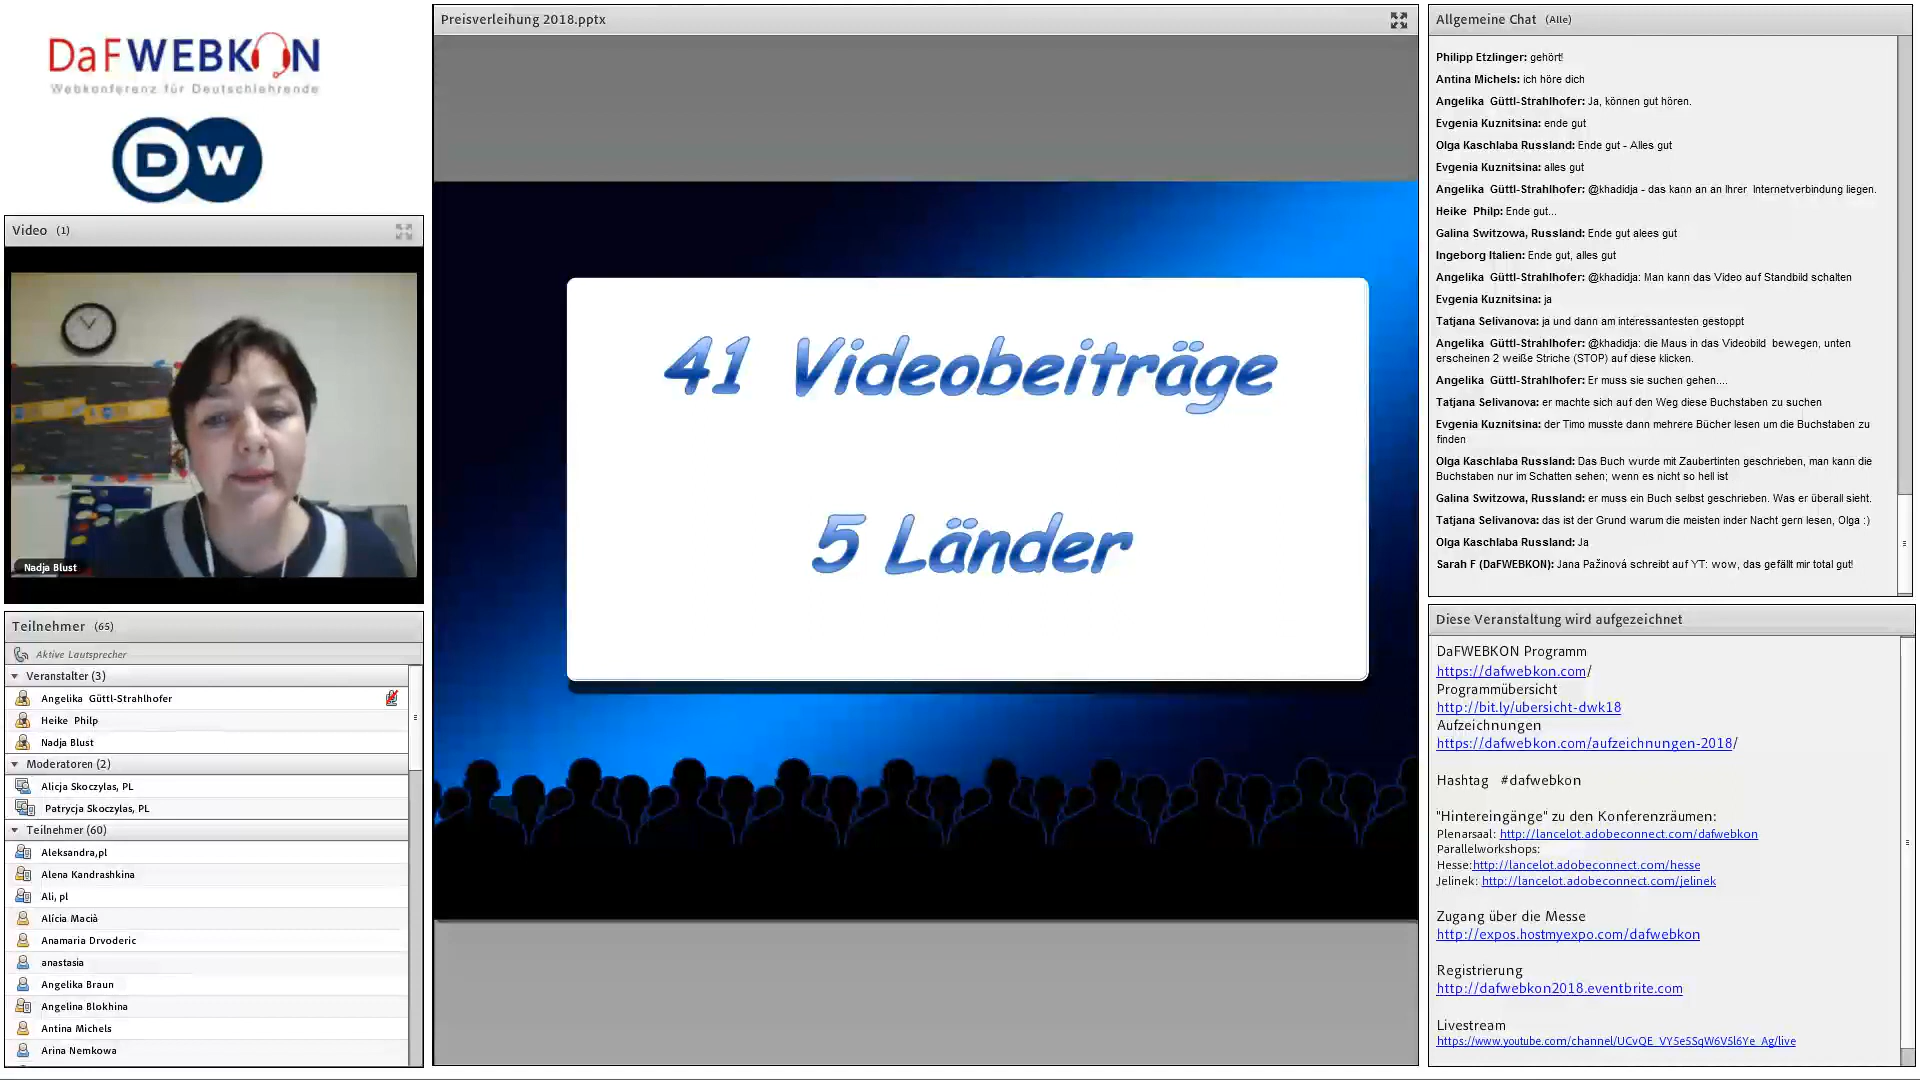 DaFWEBKON
Webkonferenz für Deutschlehrende
DW
Video (1)
Nadja Blust
Teilnehmer (65)
Aktive Lautsprecher
Veranstalter (3)
Angelika Güttl-Strahlhofer
Heike Philp
Nadja Blust
Moderatoren (2)
Alicja Skoczylas, PL
Patrycja Skoczylas, PL
Teilnehmer (60)
Aleksandra,pl
Alena Kandrashkina
Ali, pl
Alícia Macià
Anamaria Drvoderic
anastasia
Angelika Braun
Angelina Blokhina
Antina Michels
Arina Nemkowa
Preisverleihung 2018.pptx
41 Videobeiträge
5 Länder
Allgemeine Chat (Alle)
Philipp Etzlinger: gehört!
Antina Michels: ich höre dich
Angelika Güttl-Strahlhofer: Ja, können gut hören.
Evgenia Kuznitsina: ende gut
Olga Kaschlaba Russland: Ende gut - Alles gut
Evgenia Kuznitsina: alles gut
Angelika Güttl-Strahlhofer: @khadidja - das kann an an Ihrer Internetverbindung liegen.
Heike Philp: Ende gut...
Galina Switzowa, Russland: Ende gut alees gut
Ingeborg Italien: Ende gut, alles gut
Angelika Güttl-Strahlhofer: @khadidja: Man kann das Video auf Standbild schalten
Evgenia Kuznitsina: ja
Tatjana Selivanova: ja und dann am interessantesten gestoppt
Angelika Güttl-Strahlhofer: @khadidja: die Maus in das Videobild bewegen, unten
erscheinen 2 weiße Striche (STOP) auf diese klicken.
Angelika Güttl-Strahlhofer: Er muss sie suchen gehen....
Tatjana Selivanova: er machte sich auf den Weg diese Buchstaben zu suchen
Evgenia Kuznitsina: der Timo musste dann mehrere Bücher lesen um die Buchstaben zu
finden
Olga Kaschlaba Russland: Das Buch wurde mit Zaubertinten geschrieben, man kann die
Buchstaben nur im Schatten sehen; wenn es nicht so hell ist
Galina Switzowa, Russland: er muss ein Buch selbst geschrieben. Was er überall sieht.
Tatjana Selivanova: das ist der Grund warum die meisten inder Nacht gern lesen, Olga :)
Olga Kaschlaba Russland: Ja
Sarah F (DaFWEBKON): Jana Pažinová schreibt auf YT: wow, das gefällt mir total gut!
Diese Veranstaltung wird aufgezeichnet
DaFWEBKON Programm
https://dafwebkon.com/
Programmübersicht
http://bit.ly/ubersicht-dwk18
Aufzeichnungen
https://dafwebkon.com/aufzeichnungen-2018/
Hashtag #dafwebkon
"Hintereingänge" zu den Konferenzräumen:
Plenarsaal: http://lancelot.adobeconnect.com/dafwebkon
Parallelworkshops:
Hesse:http://lancelot.adobeconnect.com/hesse
Jelinek: http://lancelot.adobeconnect.com/jelinek
Zugang über die Messe
http://expos.hostmyexpo.com/dafwebkon
Registrierung
http://dafwebkon2018.eventbrite.com
Livestream
https://www.youtube.com/channel/UCvQE_VY5e5SqW6V5l6Ye_Ag/live